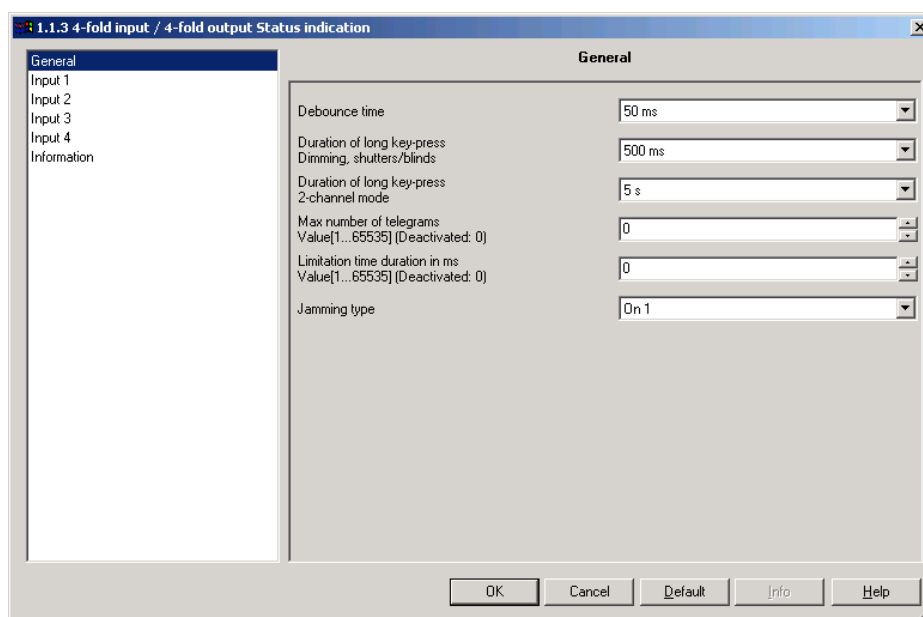 1.1.3 4-fold input / 4-fold output Status indication
General
Input 1
Input 2
Input 3
Input 4
Information
General
Debounce time
50 ms
Duration of long key-press
Dimming, shutters/blinds
500 ms
Duration of long key-press
2-channel mode
5 s
Max number of telegrams
Value[1...65535] (Deactivated: 0)
0
Limitation time duration in ms
Value[1...65535] (Deactivated: 0)
0
Jamming type
On 1
OK
Cancel
Default
Info
Help